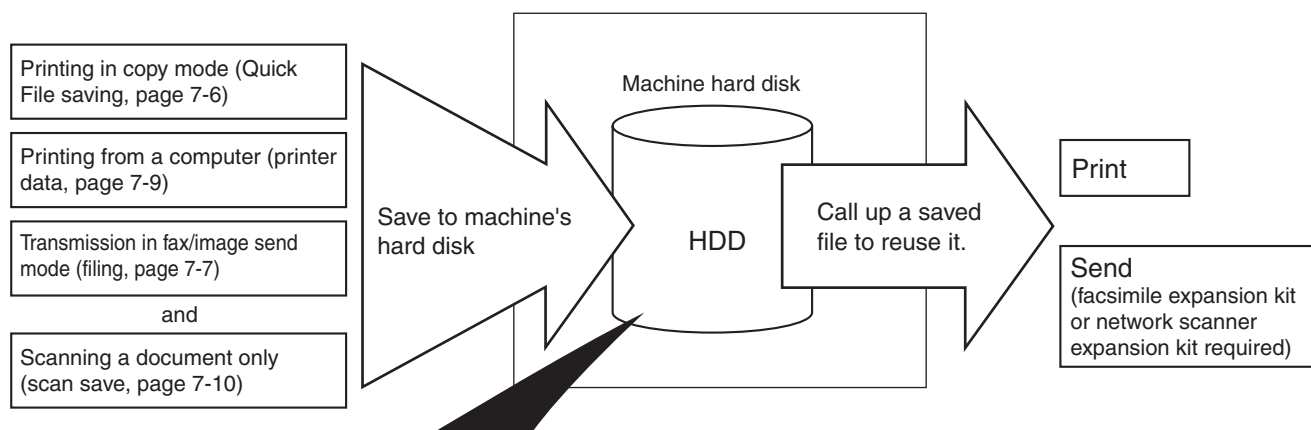 Printing in copy mode (Quick
File saving, page 7-6)
Printing from a computer (printer
data, page 7-9)
Transmission in fax/image send
mode (filing, page 7-7)
and
Scanning a document only
(scan save, page 7-10)
Save to machine's
hard disk
Machine hard disk
HDD
Call up a saved
file to reuse it.
Print
Send
(facsimile expansion kit
or network scanner
expansion kit required)